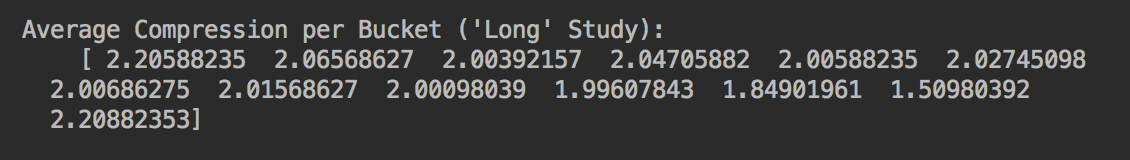 Average Compression per Bucket ('Long' Study):
[ 2.20588235 2.06568627 2.00392157 2.04705882 2.00588235 2.02745098
2.00686275 2.01568627 2.00098039 1.99607843 1.84901961 1.50980392
2.20882353]